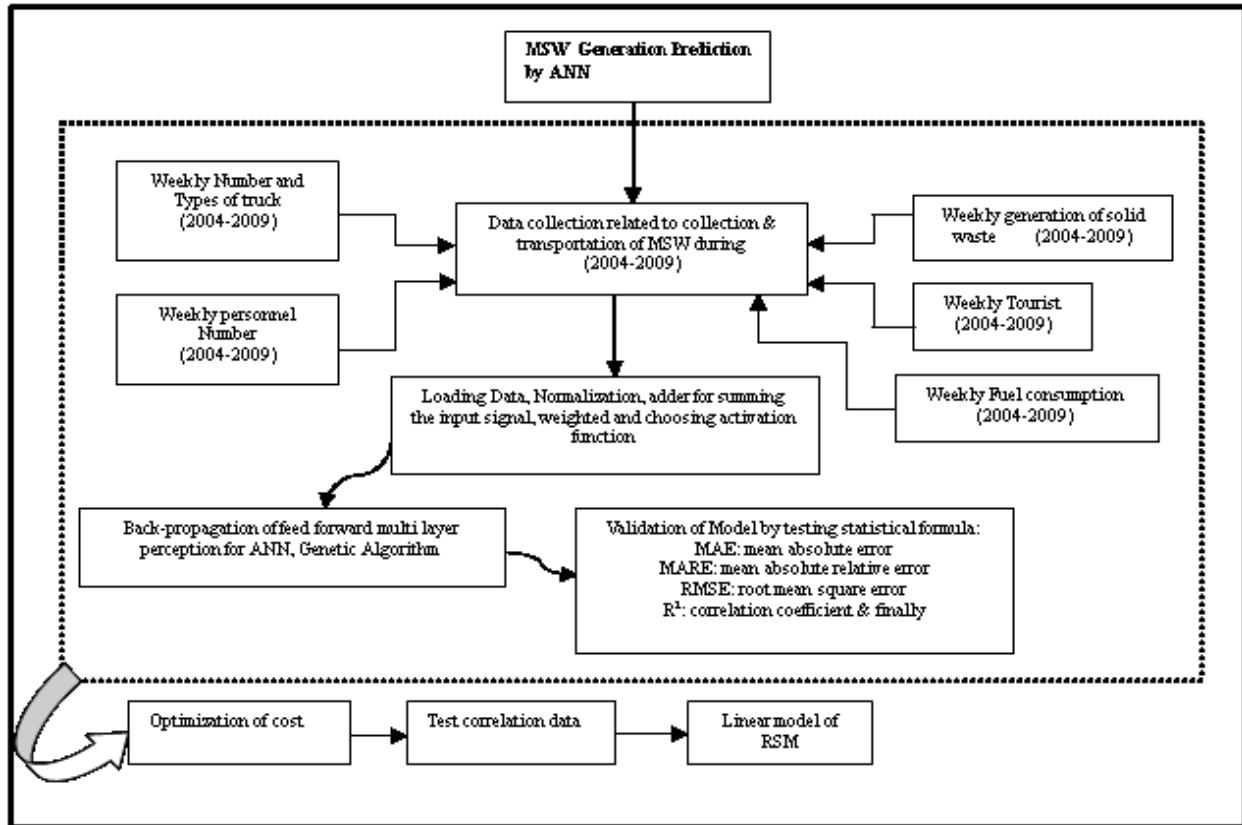 MSW Generation Prediction
by ANN
Weekly Number and
Types of truck
(2004-2009)
Data collection related to collection &
transportation of MSW during
(2004-2009)
Weekly generation of solid
waste (2004-2009)
Weekly personnel
Number
(2004-2009)
Weekly Tourist
(2004-2009)
Loading Data, Normalization, adder for summing
the input signal, weighted and choosing activation
function
Weekly Fuel consumption
(2004-2009)
Back-propagation of feed forward multi layer
perception for ANN, Genetic Algorithm
Validation of Model by testing statistical formula:
MAE: mean absolute error
MARE: mean absolute relative error
RMSE: root mean square error
R²: correlation coefficient & finally
Optimization of cost
Test correlation data
Linear model of
RSM